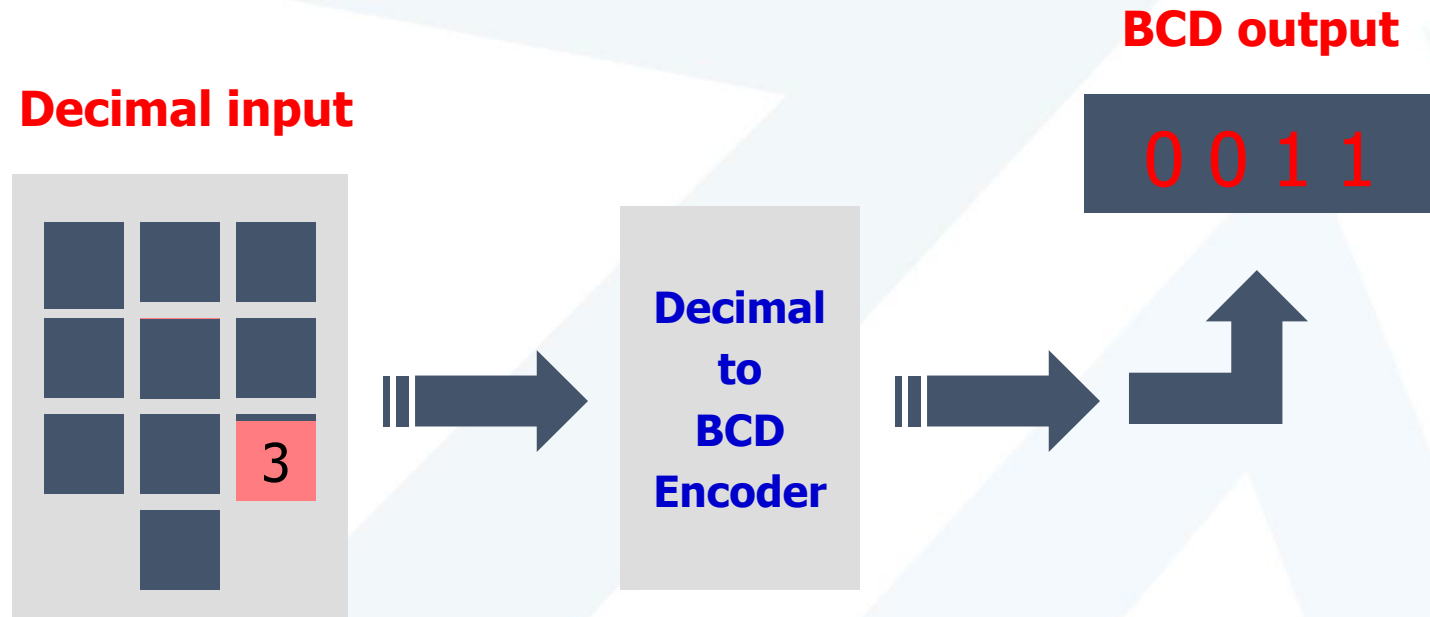 BCD output
Decimal input
0 0 1 1
Decimal
to
BCD
Encoder
3